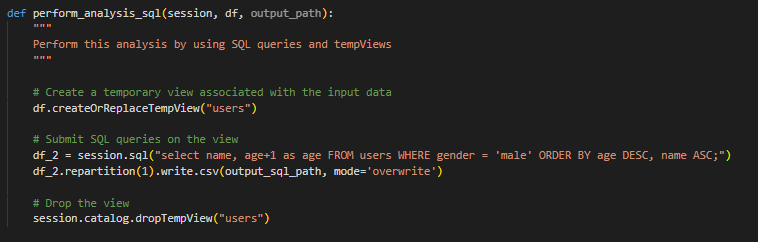 def perform_analysis_sql(session, df, output_path):
    """
    Perform this analysis by using SQL queries and tempViews
    """
    # Create a temporary view associated with the input data
    df.createOrReplaceTempView("users")
    # Submit SQL queries on the view
    df_2 = session.sql("select name, age+1 as age FROM users WHERE gender = 'male' ORDER BY age DESC, name ASC;")
    df_2.repartition(1).write.csv(output_sql_path, mode='overwrite')
    # Drop the view
    session.catalog.dropTempView("users")